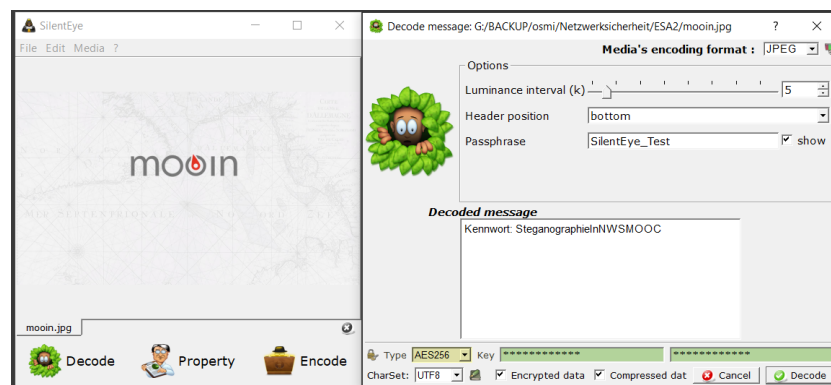 SilentEye
File Edit Media ?
mooin
mooin.jpg
Decode
Property
Encode
Decode message: G:/BACKUP/osmi/Netzwerksicherheit/ESA2/mooin.jpg ?
Media's encoding format : JPEG
Options
Luminance interval (k) 5
Header position bottom
Passphrase SilentEye_Test show
Decoded message
Kennwort: SteganographieInNWSMOOC
Type AES256 Key ************ ************
CharSet: UTF8 Encrypted data Compressed dat Cancel Decode